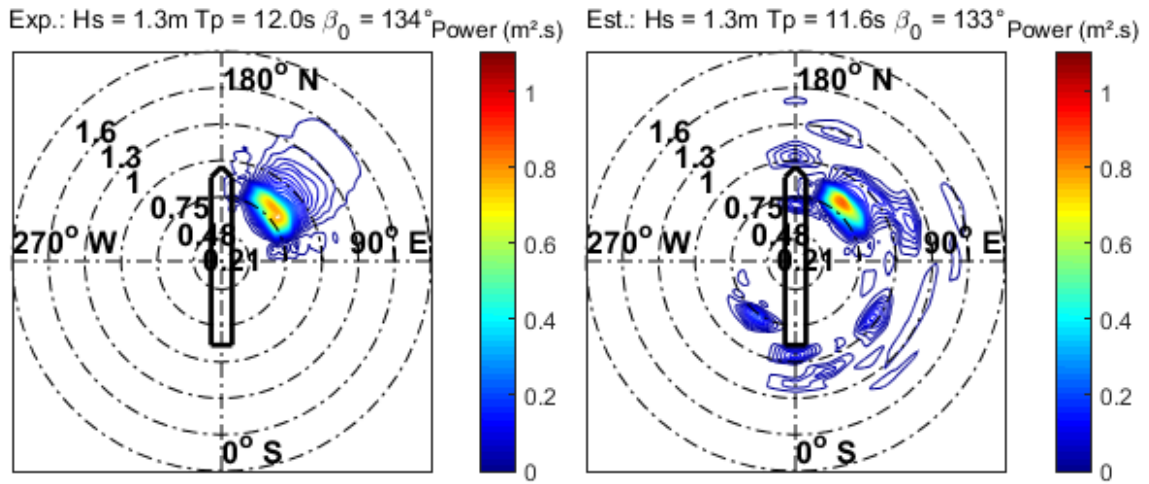 Exp.: Hs = 1.3m Tp = 12.0s β₀ = 134° Power (m².s)
180° N
1.6
1.3
1
0.75
0.48
0.21
270° W
90° E
0° S
1
0.8
0.6
0.4
0.2
0
Est.: Hs = 1.3m Tp = 11.6s β₀ = 133° Power (m².s)
180° N
1.6
1.3
1
0.75
0.48
0.21
270° W
90° E
0° S
1
0.8
0.6
0.4
0.2
0